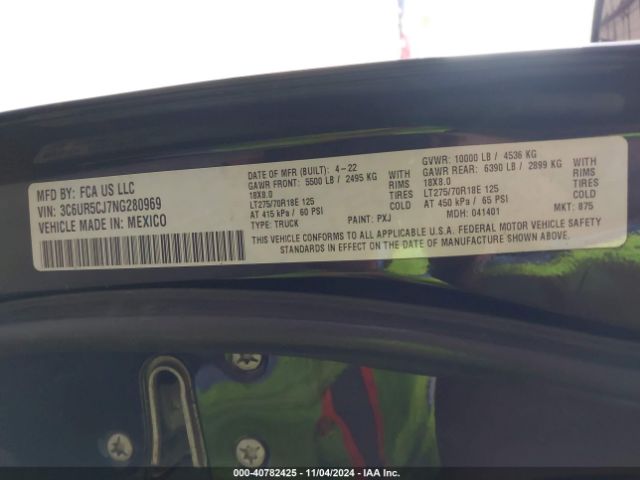 MFD BY: FCA US LLC
VIN: 3C6UR5CJ7NG280969
VEHICLE MADE IN: MEXICO
DATE OF MFR (BUILT): 4-22
GAWR FRONT: 5500 LB / 2495 KG WITH
18X8.0 RIMS
LT275/70R18E 125 TIRES
AT 415 kPa / 60 PSI COLD
TYPE: TRUCK PAINT: PXJ
GVWR: 10000 LB / 4536 KG
GAWR REAR: 6390 LB / 2899 KG WITH
18X8.0 RIMS
LT275/70R18E 125 TIRES
AT 450 kPa / 65 PSI COLD
MDH: 041401
MKT: 875
THIS VEHICLE CONFORMS TO ALL APPLICABLE U.S.A. FEDERAL MOTOR VEHICLE SAFETY
STANDARDS IN EFFECT ON THE DATE OF MANUFACTURE SHOWN ABOVE.
000-40782425 - 11/04/2024 - IAA Inc.